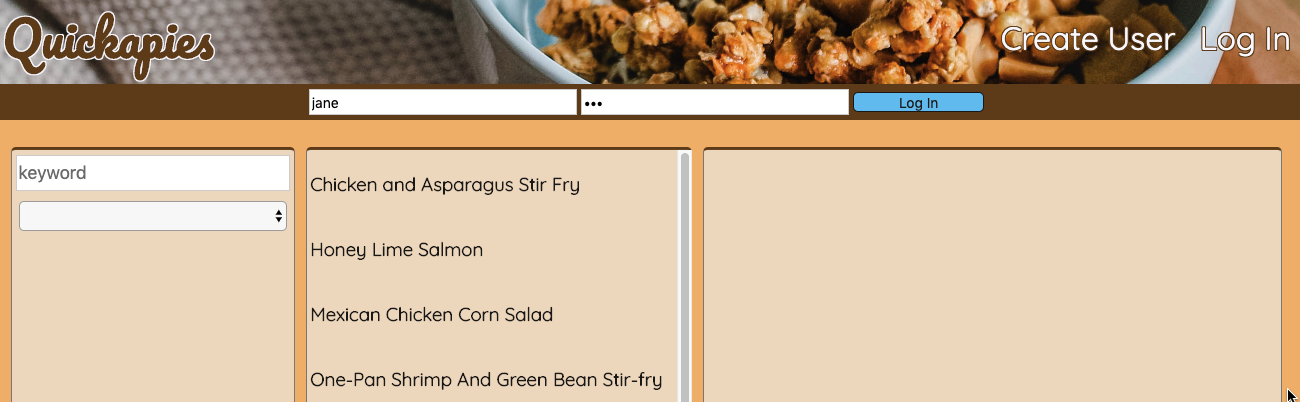 Quickapies
Create User Log In
jane ••• Log In
keyword
Chicken and Asparagus Stir Fry
Honey Lime Salmon
Mexican Chicken Corn Salad
One-Pan Shrimp And Green Bean Stir-fry